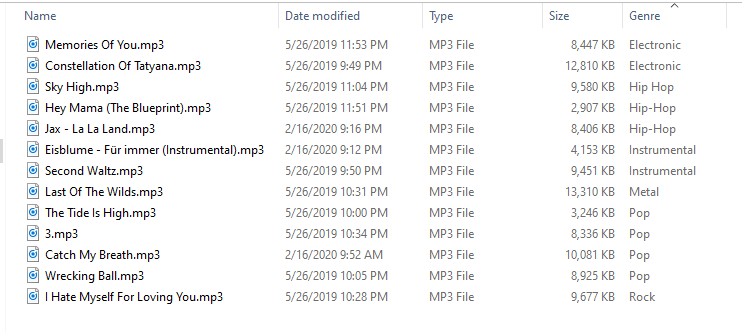 Name Date modified Type Size Genre
Memories Of You.mp3 5/26/2019 11:53 PM MP3 File 8,447 KB Electronic
Constellation Of Tatyana.mp3 5/26/2019 9:49 PM MP3 File 12,810 KB Electronic
Sky High.mp3 5/26/2019 11:04 PM MP3 File 9,580 KB Hip Hop
Hey Mama (The Blueprint).mp3 5/26/2019 11:51 PM MP3 File 2,907 KB Hip-Hop
Jax - La La Land.mp3 2/16/2020 9:16 PM MP3 File 8,406 KB Hip-Hop
Eisblume - Für immer (Instrumental).mp3 2/16/2020 9:12 PM MP3 File 4,153 KB Instrumental
Second Waltz.mp3 5/26/2019 9:50 PM MP3 File 9,451 KB Instrumental
Last Of The Wilds.mp3 5/26/2019 10:31 PM MP3 File 13,310 KB Metal
The Tide Is High.mp3 5/26/2019 10:00 PM MP3 File 3,246 KB Pop
3.mp3 5/26/2019 10:34 PM MP3 File 8,336 KB Pop
Catch My Breath.mp3 2/16/2020 9:52 AM MP3 File 10,081 KB Pop
Wrecking Ball.mp3 5/26/2019 10:05 PM MP3 File 8,925 KB Pop
I Hate Myself For Loving You.mp3 5/26/2019 10:28 PM MP3 File 9,677 KB Rock